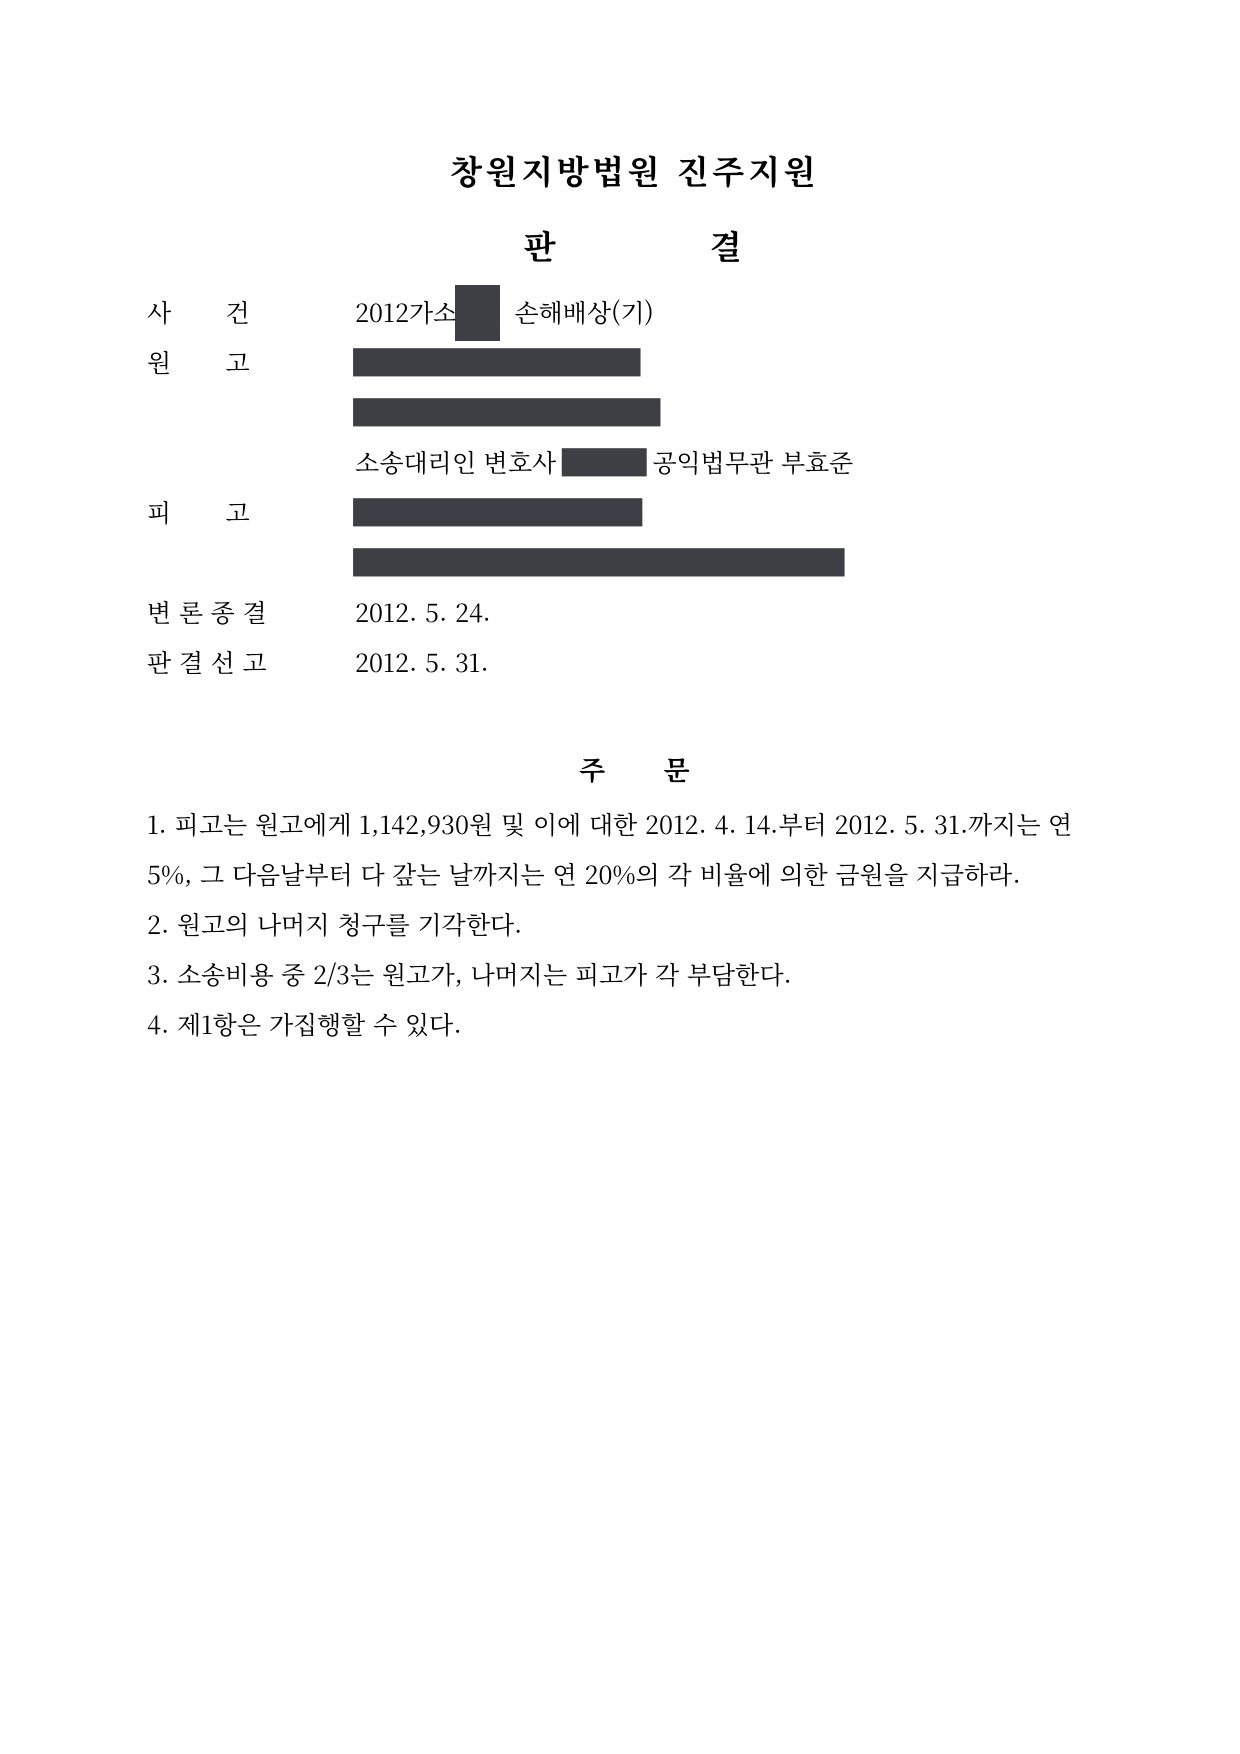 창원지방법원 진주지원
판 결
사 건 2012가소 손해배상(기)
원 고
소송대리인 변호사 공익법무관 부효준
피 고
변 론 종 결 2012. 5. 24.
판 결 선 고 2012. 5. 31.
주 문
1. 피고는 원고에게 1,142,930원 및 이에 대한 2012. 4. 14.부터 2012. 5. 31.까지는 연
5%, 그 다음날부터 다 갚는 날까지는 연 20%의 각 비율에 의한 금원을 지급하라.
2. 원고의 나머지 청구를 기각한다.
3. 소송비용 중 2/3는 원고가, 나머지는 피고가 각 부담한다.
4. 제1항은 가집행할 수 있다.